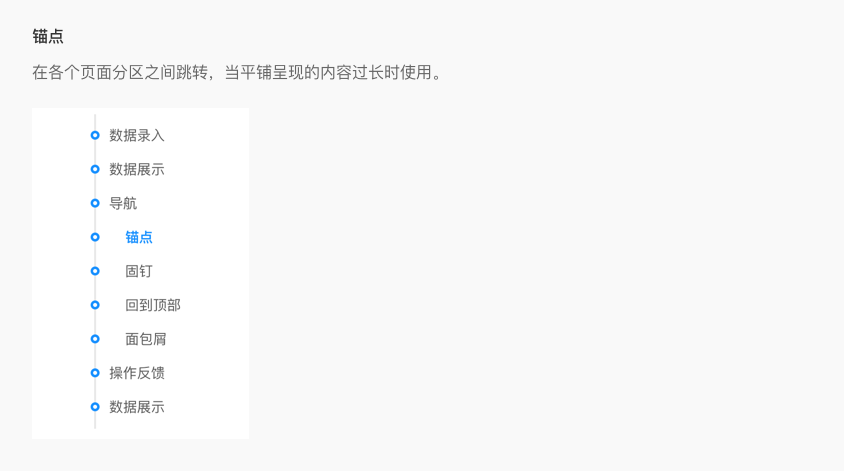 锚点
在各个页面分区之间跳转，当平铺呈现的内容过长时使用。
数据录入
数据展示
导航
锚点
固钉
回到顶部
面包屑
操作反馈
数据展示